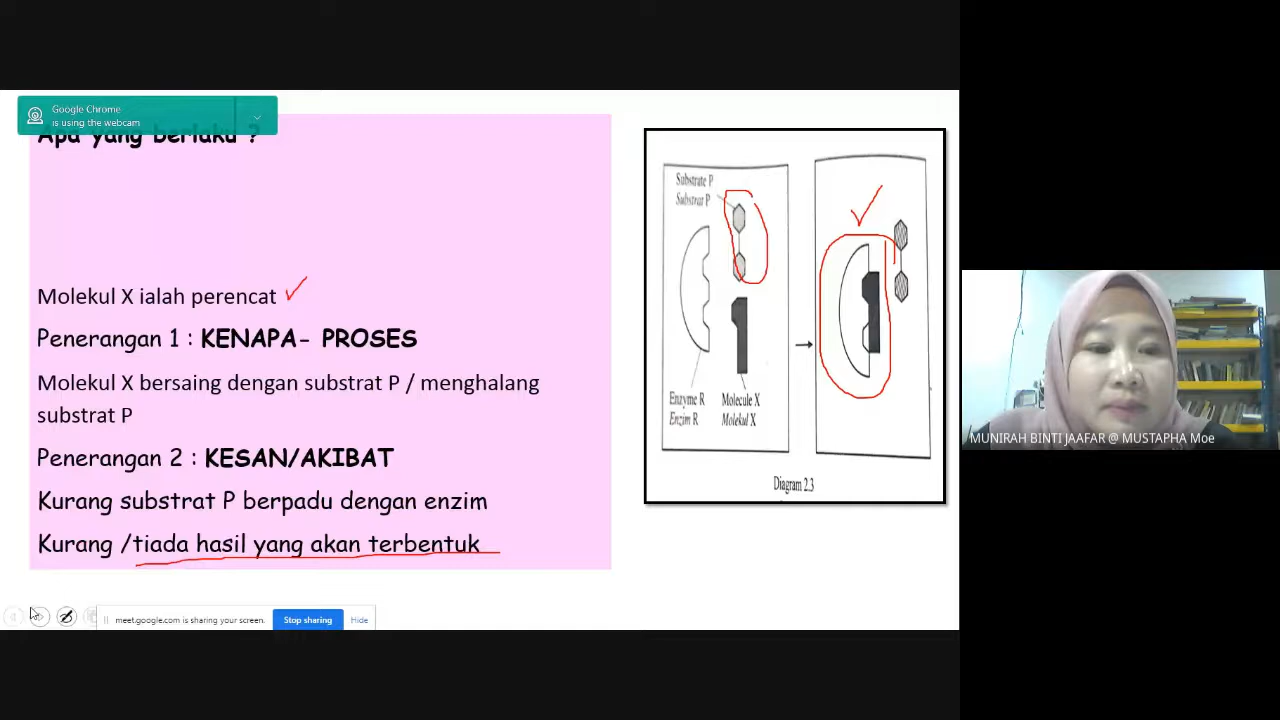 Google Chrome
is using the webcam
Apa yang berlaku ?
Molekul X ialah perencat
Penerangan 1 : KENAPA- PROSES
Molekul X bersaing dengan substrat P / menghalang
substrat P
Penerangan 2 : KESAN/AKIBAT
Kurang substrat P berpadu dengan enzim
Kurang /tiada hasil yang akan terbentuk
Substrate P
Substrat P
Enzyme R
Enzim R
Molecule X
Molekul X
Diagram 2.3
meet.google.com is sharing your screen.
Stop sharing
Hide
MUNIRAH BINTI JAAFAR @ MUSTAPHA Moe